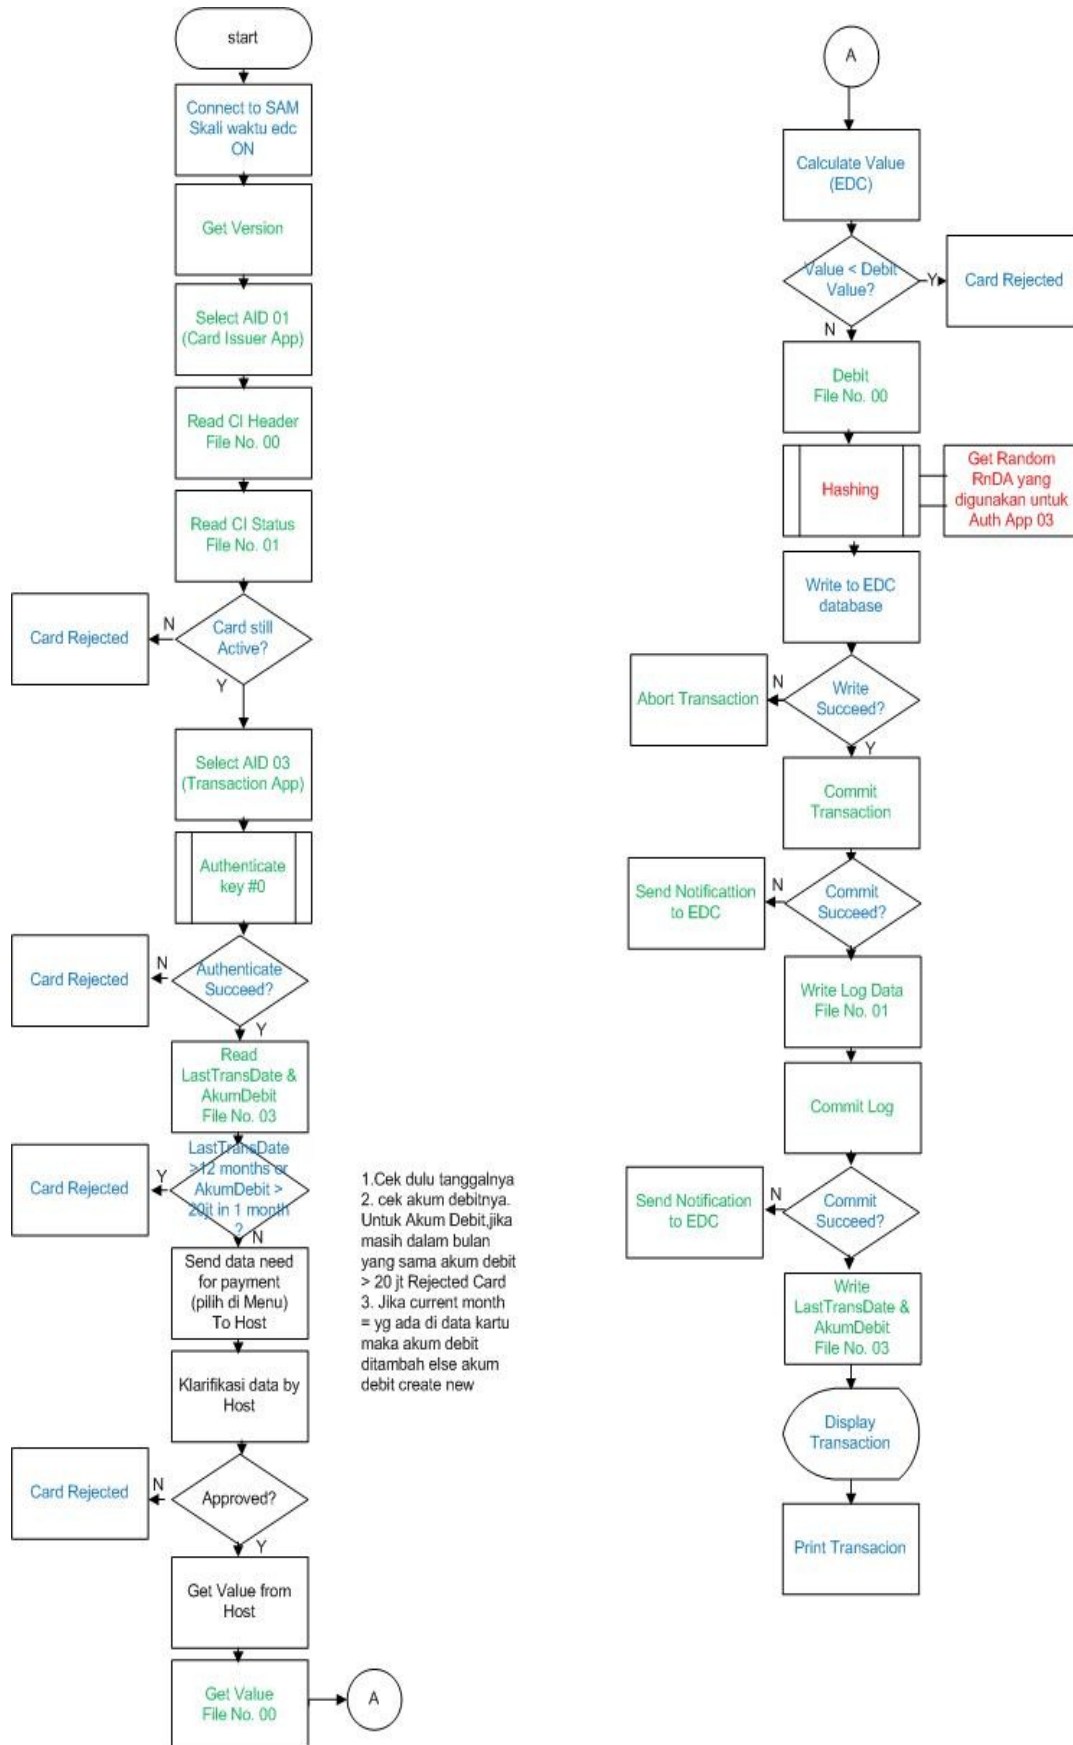 start
Connect to SAM
Skali waktu edc
ON
Get Version
Select AID 01
(Card Issuer App)
Read CI Header
File No. 00
Read CI Status
File No. 01
Card still
Active?
N
Card Rejected
Y
Select AID 03
(Transaction App)
Authenticate
key #0
Authenticate
Succeed?
N
Card Rejected
Y
Read
LastTransDate &
AkumDebit
File No. 03
LastTransDate
>12 months or
AkumDebit >
20jt in 1 month
?
Y
Card Rejected
N
1.Cek dulu tanggalnya
2. cek akum debitnya.
Untuk Akum Debit,jika
masih dalam bulan
yang sama akum debit
> 20 jt Rejected Card
3. Jika current month
= yg ada di data kartu
maka akum debit
ditambah else akum
debit create new
Send data need
for payment
(pilih di Menu)
To Host
Klarifikasi data by
Host
Approved?
N
Card Rejected
Y
Get Value from
Host
Get Value
File No. 00
A
A
Calculate Value
(EDC)
Value < Debit
Value?
Y
Card Rejected
N
Debit
File No. 00
Hashing
Get Random
RnDA yang
digunakan untuk
Auth App 03
Write to EDC
database
Write
Succeed?
N
Abort Transaction
Y
Commit
Transaction
Commit
Succeed?
N
Send Notificattion
to EDC
Write Log Data
File No. 01
Commit Log
Commit
Succeed?
N
Send Notification
to EDC
Write
LastTransDate &
AkumDebit
File No. 03
Display
Transaction
Print Transacion